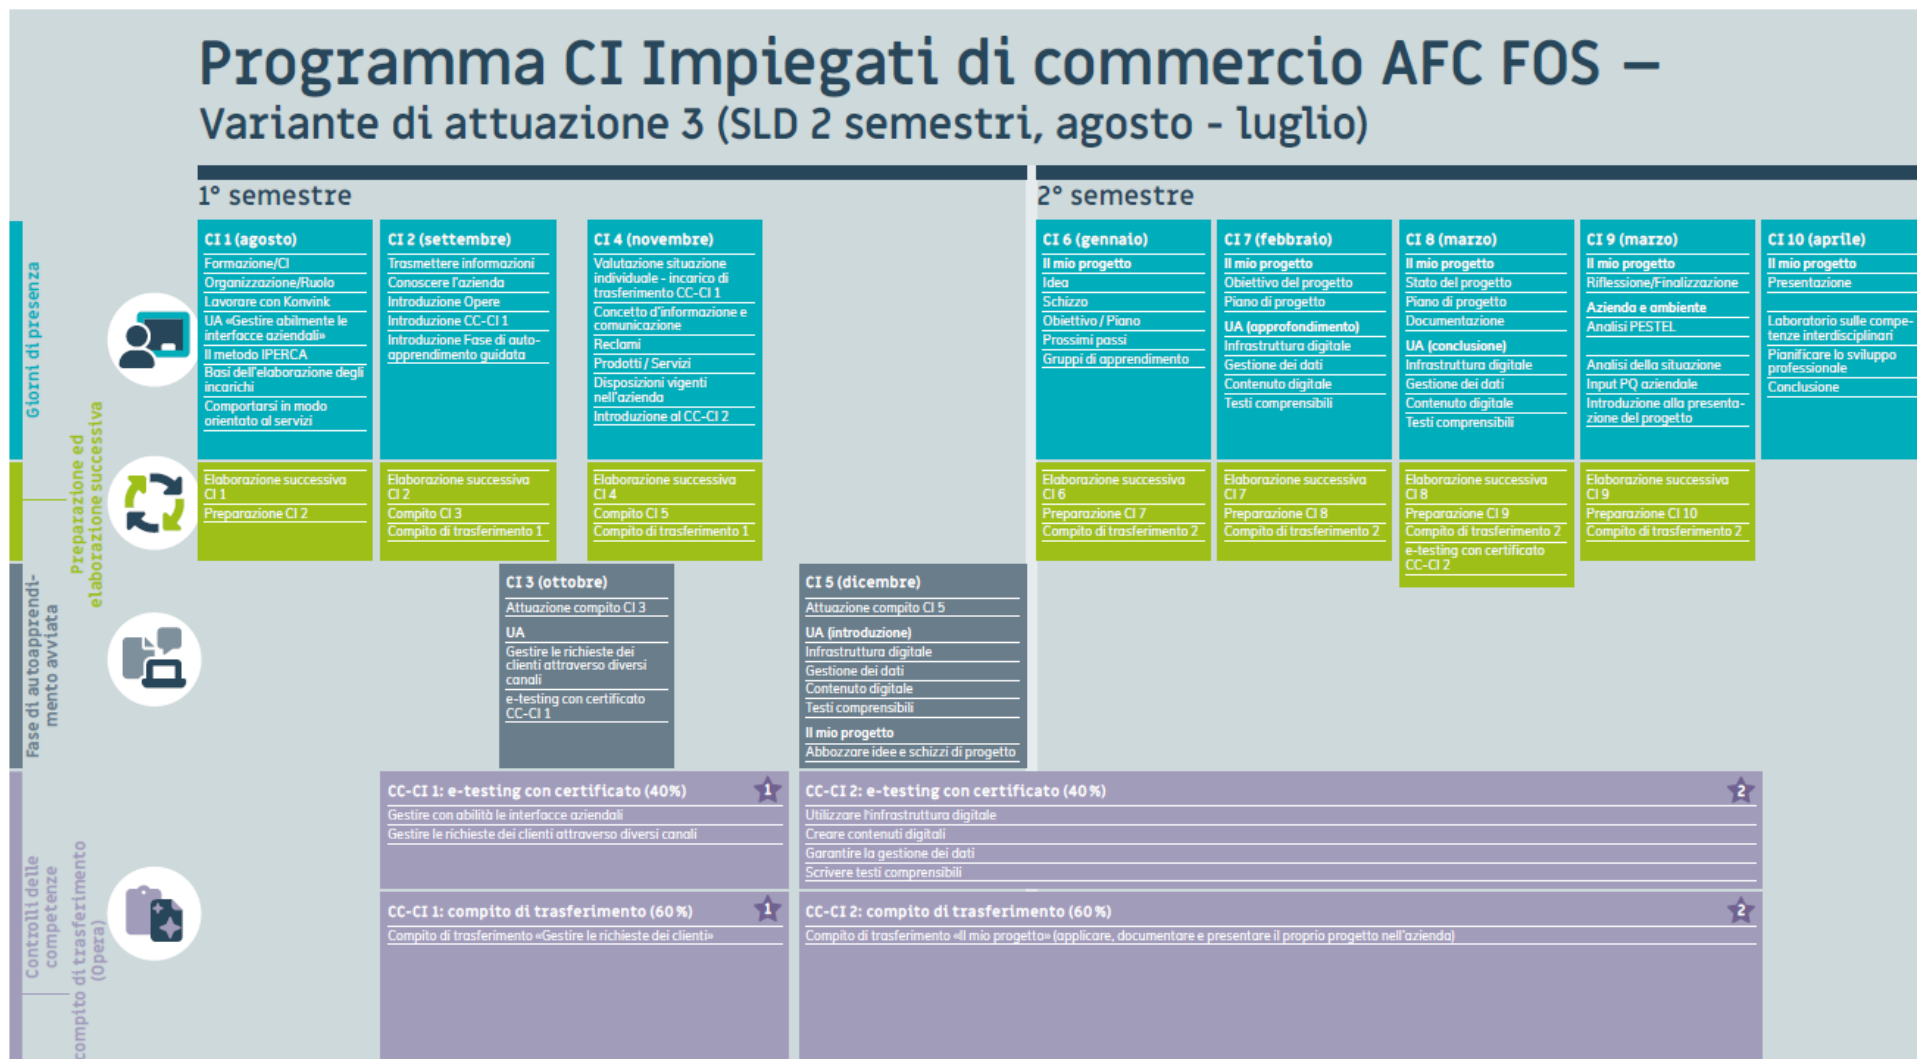 Programma CI Impiegati di commercio AFC FOS –
Variante di attuazione 3 (SLD 2 semestri, agosto - luglio)
1° semestre
2° semestre
Giorni di presenza
CI 1 (agosto)
Formazione/CI
Organizzazione/Ruolo
Lavorare con Konvink
UA «Gestire abilmente le
interfacce aziendali»
Il metodo IPERCA
Basi dell'elaborazione degli
incarichi
Comportarsi in modo
orientato al servizi
CI 2 (settembre)
Trasmettere informazioni
Conoscere l'azienda
Introduzione Opere
Introduzione CC-CI 1
Introduzione Fase di auto-
apprendimento guidata
CI 4 (novembre)
Valutazione situazione
individuale - incarico di
trasferimento CC-CI 1
Concetto d'informazione e
comunicazione
Reclami
Prodotti / Servizi
Disposizioni vigenti
nell'azienda
Introduzione al CC-CI 2
CI 6 (gennaio)
Il mio progetto
Idea
Schizzo
Obiettivo / Piano
Prossimi passi
Gruppi di apprendimento
CI 7 (febbraio)
Il mio progetto
Obiettivo del progetto
Piano di progetto
UA (approfondimento)
Infrastruttura digitale
Gestione dei dati
Contenuto digitale
Testi comprensibili
CI 8 (marzo)
Il mio progetto
Stato del progetto
Piano di progetto
Documentazione
UA (conclusione)
Infrastruttura digitale
Gestione dei dati
Contenuto digitale
Testi comprensibili
CI 9 (marzo)
Il mio progetto
Riflessione/Finalizzazione
Azienda e ambiente
Analisi PESTEL
Analisi della situazione
Input PQ aziendale
Introduzione alla presenta-
zione del progetto
CI 10 (aprile)
Il mio progetto
Presentazione
Laboratorio sulle compe-
tenze interdisciplinari
Pianificare lo sviluppo
professionale
Conclusione
Preparazione ed
elaborazione successiva
Elaborazione successiva
CI 1
Preparazione CI 2
Elaborazione successiva
CI 2
Compito CI 3
Compito di trasferimento 1
Elaborazione successiva
CI 4
Compito CI 5
Compito di trasferimento 1
Elaborazione successiva
CI 6
Preparazione CI 7
Compito di trasferimento 2
Elaborazione successiva
CI 7
Preparazione CI 8
Compito di trasferimento 2
Elaborazione successiva
CI 8
Preparazione CI 9
Compito di trasferimento 2
e-testing con certificato
CC-CI 2
Elaborazione successiva
CI 9
Preparazione CI 10
Compito di trasferimento 2
Fase di autoapprendi-
mento avviata
CI 3 (ottobre)
Attuazione compito CI 3
UA
Gestire le richieste dei
clienti attraverso diversi
canali
e-testing con certificato
CC-CI 1
CI 5 (dicembre)
Attuazione compito CI 5
UA (introduzione)
Infrastruttura digitale
Gestione dei dati
Contenuto digitale
Testi comprensibili
Il mio progetto
Abbozzare idee e schizzi di progetto
Controlli delle
competenze
compito di trasferimento
(Opera)
CC-CI 1: e-testing con certificato (40%)
1
Gestire con abilità le interfacce aziendali
Gestire le richieste dei clienti attraverso diversi canali
CC-CI 2: e-testing con certificato (40%)
2
Utilizzare l'infrastruttura digitale
Creare contenuti digitali
Garantire la gestione dei dati
Scrivere testi comprensibili
CC-CI 1: compito di trasferimento (60%)
1
Compito di trasferimento «Gestire le richieste dei clienti»
CC-CI 2: compito di trasferimento (60%)
2
Compito di trasferimento «Il mio progetto» (applicare, documentare e presentare il proprio progetto nell'azienda)